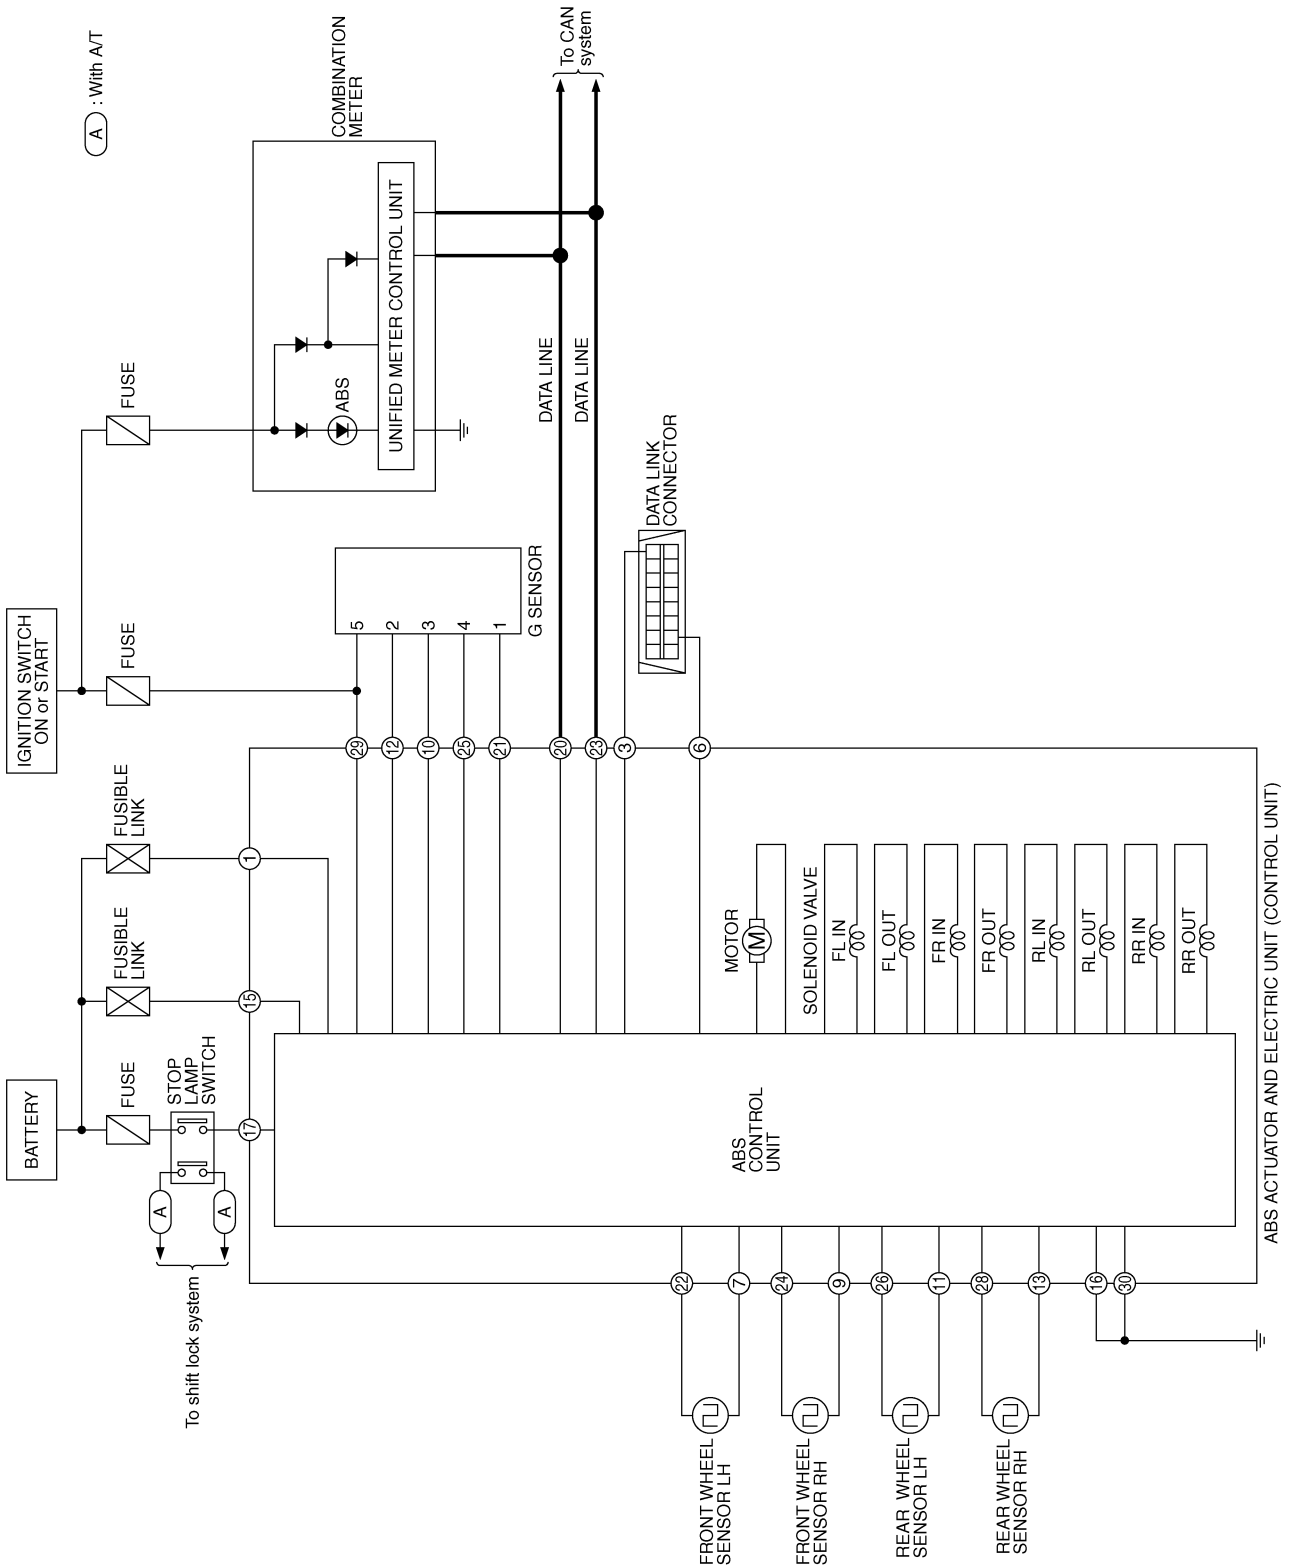 BATTERY
IGNITION SWITCH
ON or START
A
: With A/T
FUSE
FUSIBLE
LINK
FUSIBLE
LINK
FUSE
FUSE
STOP
LAMP
SWITCH
A
A
To shift lock system
17
15
1
COMBINATION
METER
ABS
UNIFIED METER CONTROL UNIT
5
2
3
4
1
G SENSOR
To CAN
system
DATA LINE
DATA LINE
DATA LINK
CONNECTOR
29
12
10
25
21
20
23
3
6
MOTOR
M
SOLENOID VALVE
FL IN
FL OUT
FR IN
FR OUT
RL IN
RL OUT
RR IN
RR OUT
ABS
CONTROL
UNIT
22
7
24
9
26
11
28
13
16
30
FRONT WHEEL
SENSOR LH
FRONT WHEEL
SENSOR RH
REAR WHEEL
SENSOR LH
REAR WHEEL
SENSOR RH
ABS ACTUATOR AND ELECTRIC UNIT (CONTROL UNIT)